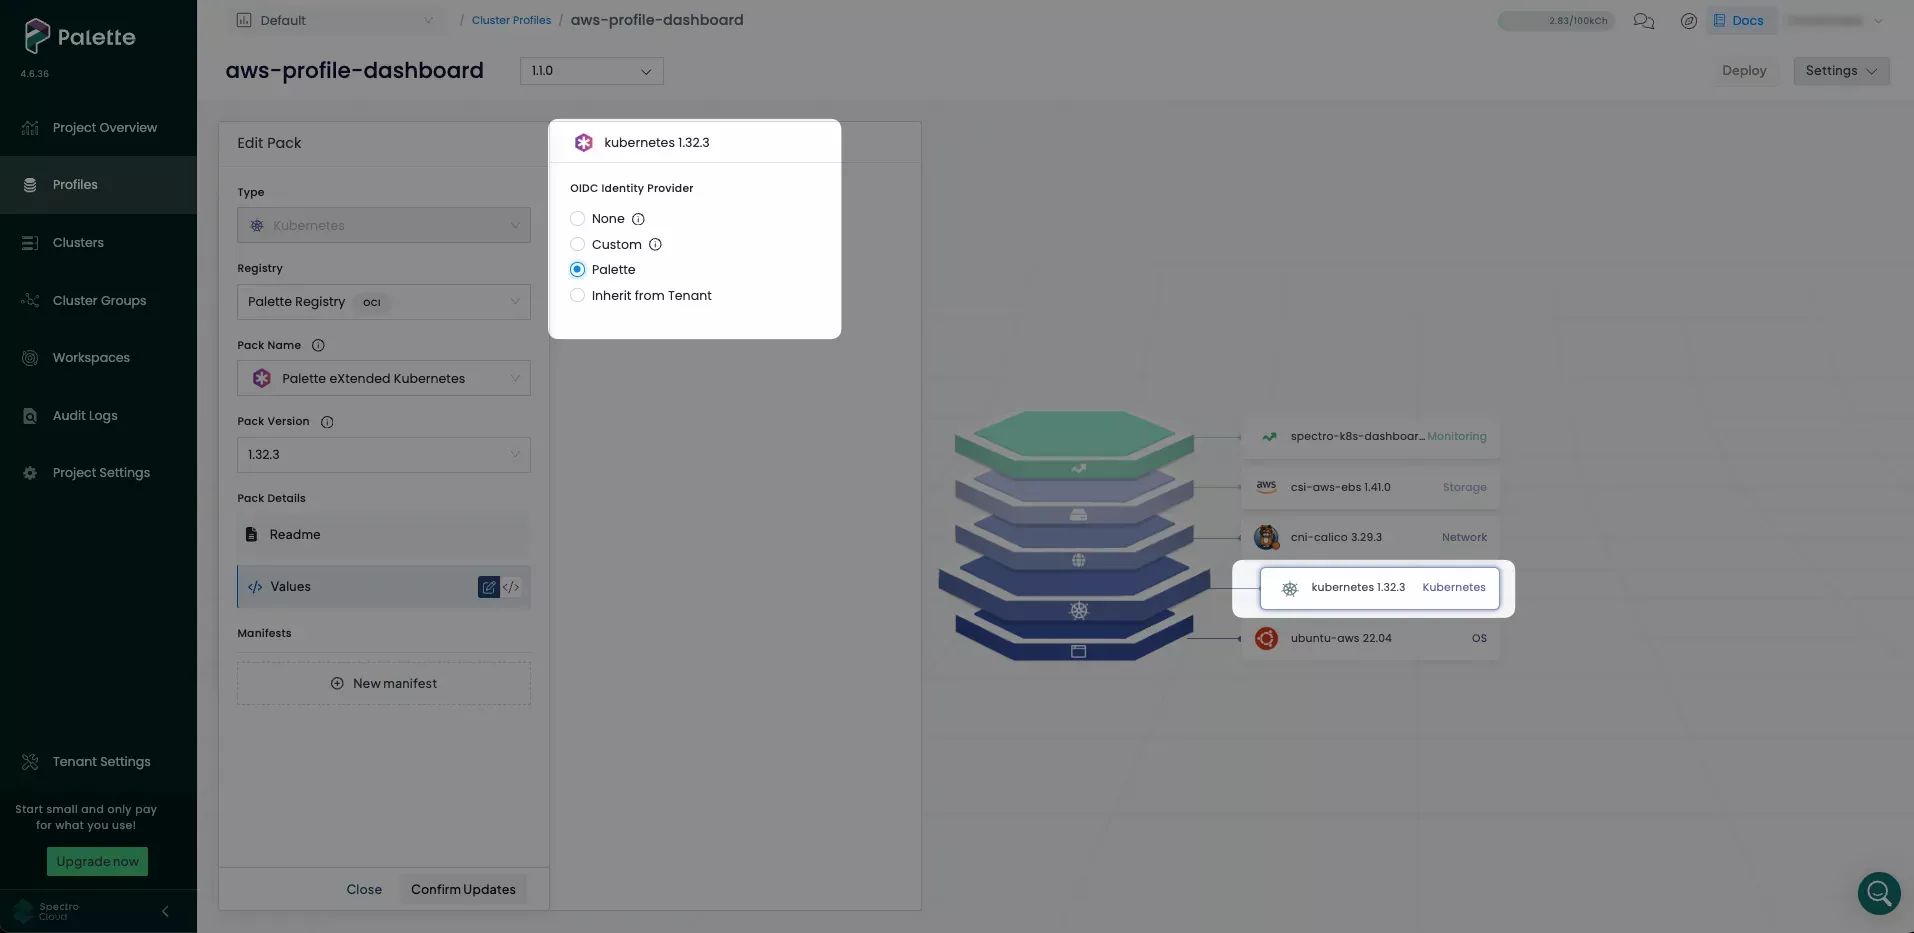 Palette
4.6.36
Project Overview
Profiles
Clusters
Cluster Groups
Workspaces
Audit Logs
Project Settings
Tenant Settings
Start small and only pay
for what you use!
Upgrade now
Spectro
Cloud
Default
/ Cluster Profiles / aws-profile-dashboard
2.83/100kCh
Docs
aws-profile-dashboard
1.1.0
Deploy
Settings
Edit Pack
Type
Kubernetes
Registry
Palette Registry OCI
Pack Name
Palette eXtended Kubernetes
Pack Version
1.32.3
Pack Details
Readme
</> Values </>
Manifests
New manifest
Close
Confirm Updates
kubernetes 1.32.3
OIDC Identity Provider
None
Custom
Palette
Inherit from Tenant
spectro-k8s-dashboar... Monitoring
aws csi-aws-ebs 1.41.0 Storage
cni-calico 3.29.3 Network
kubernetes 1.32.3 Kubernetes
ubuntu-aws 22.04 OS